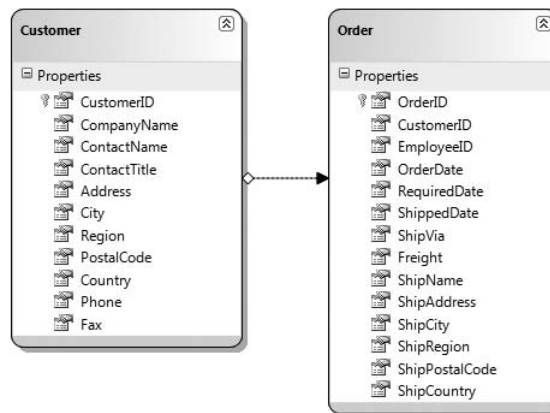 Customer
Properties
CustomerID
CompanyName
ContactName
ContactTitle
Address
City
Region
PostalCode
Country
Phone
Fax
Order
Properties
OrderID
CustomerID
EmployeeID
OrderDate
RequiredDate
ShippedDate
ShipVia
Freight
ShipName
ShipAddress
ShipCity
ShipRegion
ShipPostalCode
ShipCountry